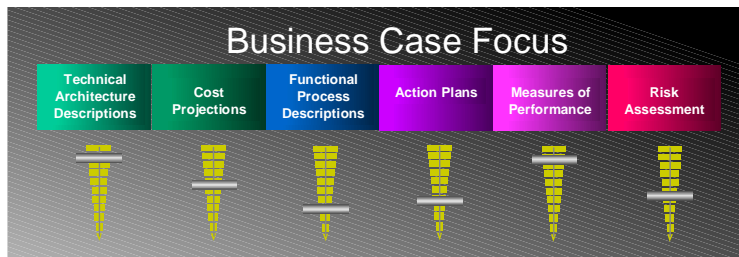 Business Case Focus
Technical
Architecture
Descriptions
Cost
Projections
Functional
Process
Descriptions
Action Plans
Measures of
Performance
Risk
Assessment